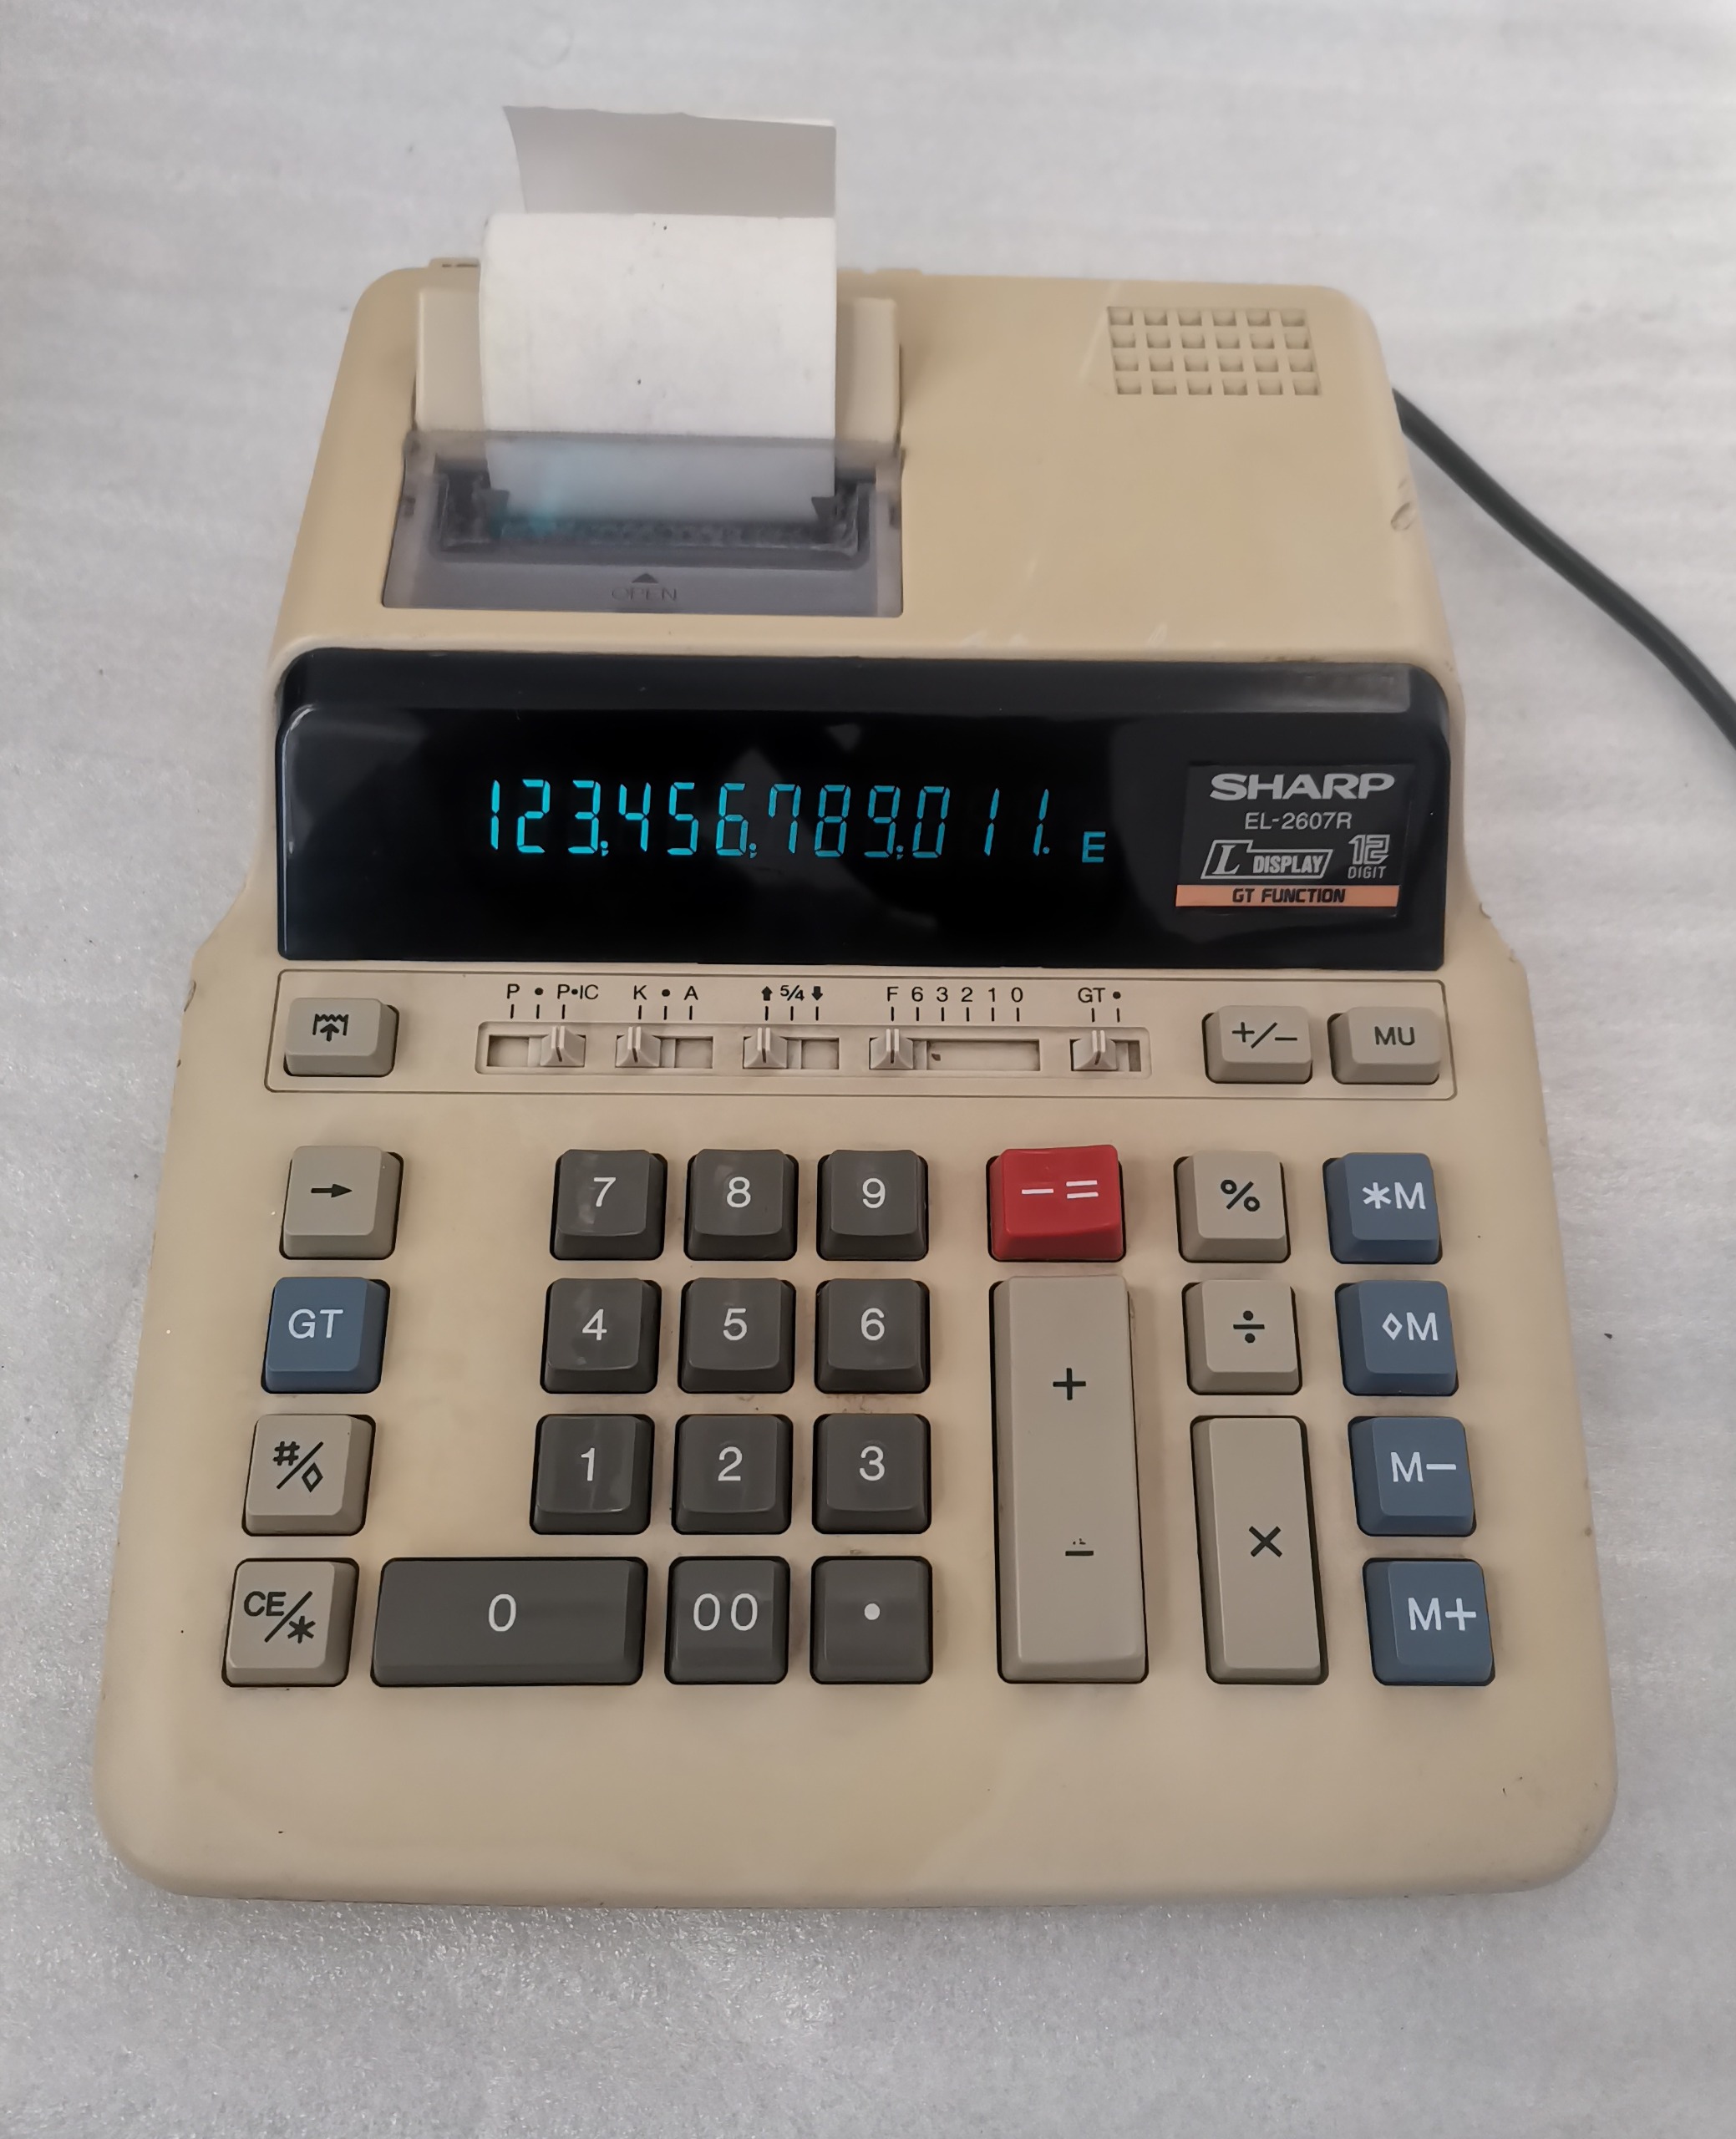 OPEN
123,456,789,011. E
SHARP
EL-2607R
L DISPLAY 12 DIGIT
GT FUNCTION
P • P•IC K • A ⬆ 5/4 ⬇ F 6 3 2 1 0 GT •
+/− MU
→ 7 8 9 −= % *M
GT 4 5 6 + ÷ ◊M
#/◊ 1 2 3 − × M−
CE/* 0 00 • M+